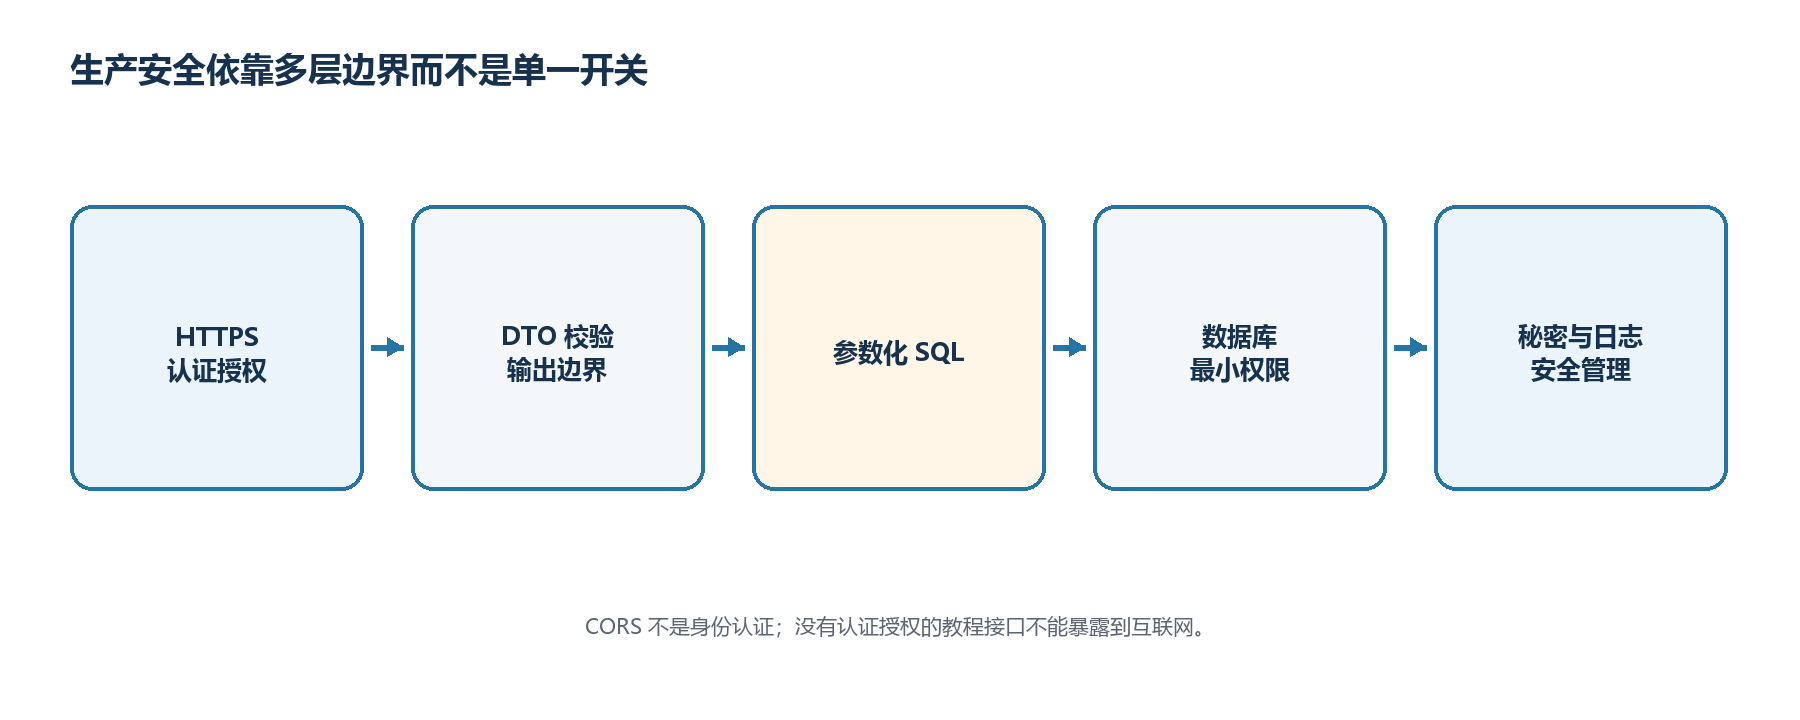 生产安全依靠多层边界而不是单一开关
HTTPS
认证授权
DTO 校验
输出边界
参数化 SQL
数据库
最小权限
秘密与日志
安全管理
CORS 不是身份认证；没有认证授权的教程接口不能暴露到互联网。